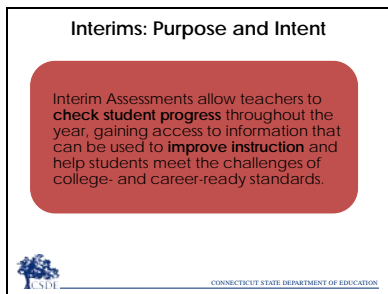 Interims: Purpose and Intent
Interim Assessments allow teachers to
check student progress throughout the
year, gaining access to information that
can be used to improve instruction and
help students meet the challenges of
college- and career-ready standards.
CSDE
CONNECTICUT STATE DEPARTMENT OF EDUCATION